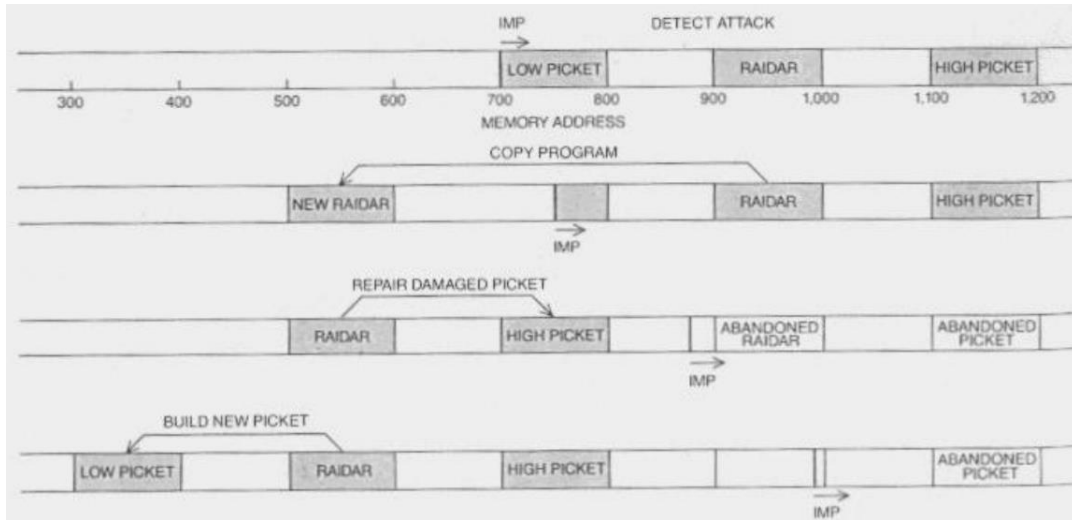 IMP DETECT ATTACK
LOW PICKET RAIDAR HIGH PICKET
300 400 500 600 700 800 900 1,000 1,100 1,200
MEMORY ADDRESS
COPY PROGRAM
NEW RAIDAR RAIDAR HIGH PICKET
IMP
REPAIR DAMAGED PICKET
RAIDAR HIGH PICKET ABANDONED RAIDAR ABANDONED PICKET
IMP
BUILD NEW PICKET
LOW PICKET RAIDAR HIGH PICKET ABANDONED PICKET
IMP